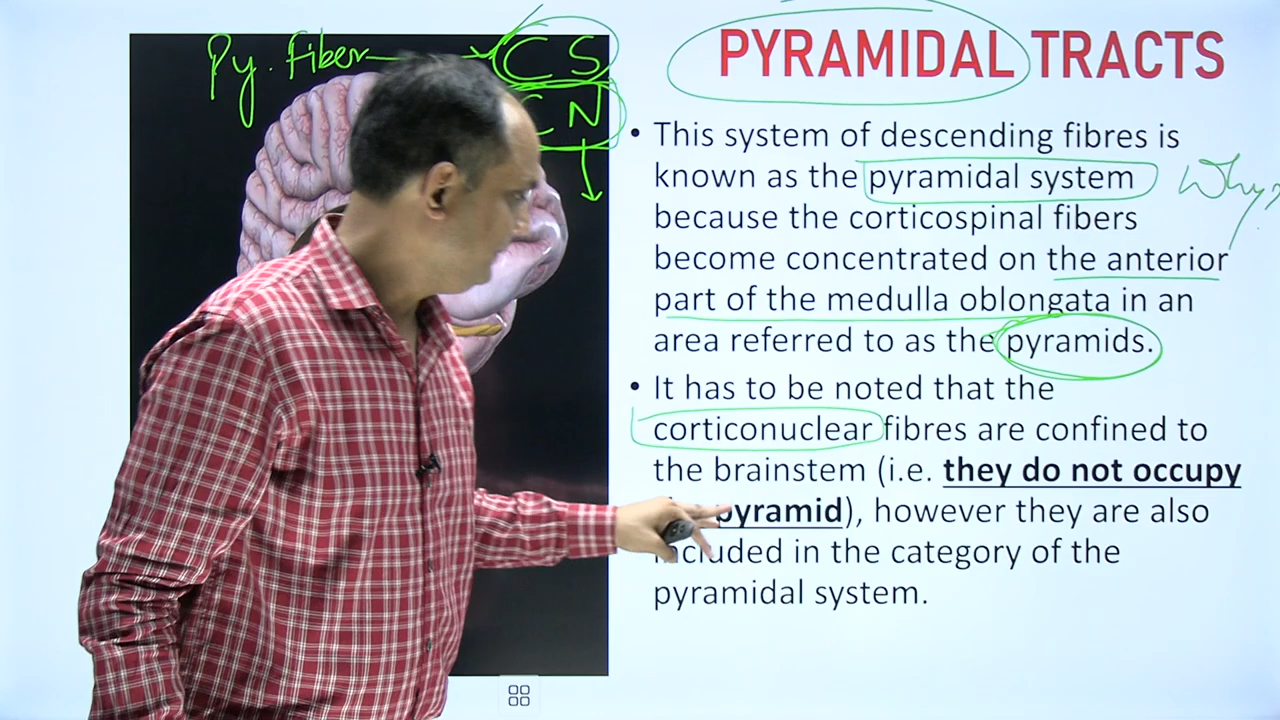 Py. Fiber
CS
CN
PYRAMIDAL TRACTS
• This system of descending fibres is
known as the pyramidal system
Why?
because the corticospinal fibers
become concentrated on the anterior
part of the medulla oblongata in an
area referred to as the pyramids.
• It has to be noted that the
corticonuclear fibres are confined to
the brainstem (i.e. they do not occupy
pyramid), however they are also
included in the category of the
pyramidal system.